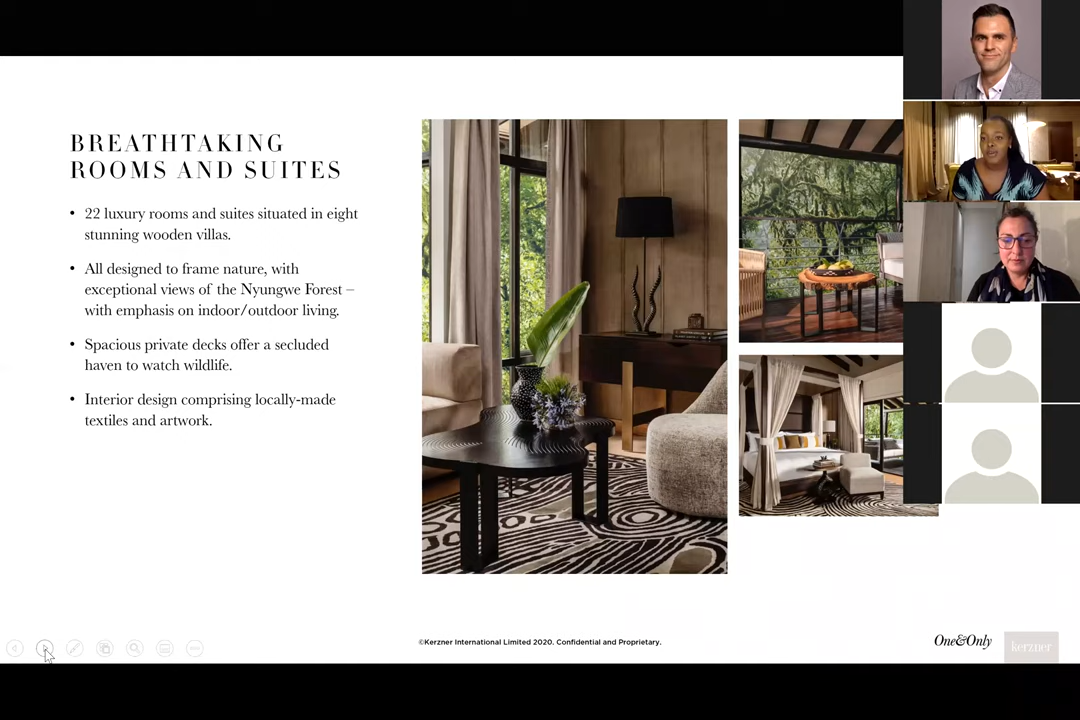 BREATHTAKING
ROOMS AND SUITES
• 22 luxury rooms and suites situated in eight
stunning wooden villas.
• All designed to frame nature, with
exceptional views of the Nyungwe Forest –
with emphasis on indoor/outdoor living.
• Spacious private decks offer a secluded
haven to watch wildlife.
• Interior design comprising locally-made
textiles and artwork.
©Kerzner International Limited 2020. Confidential and Proprietary.
One&Only
kerzner